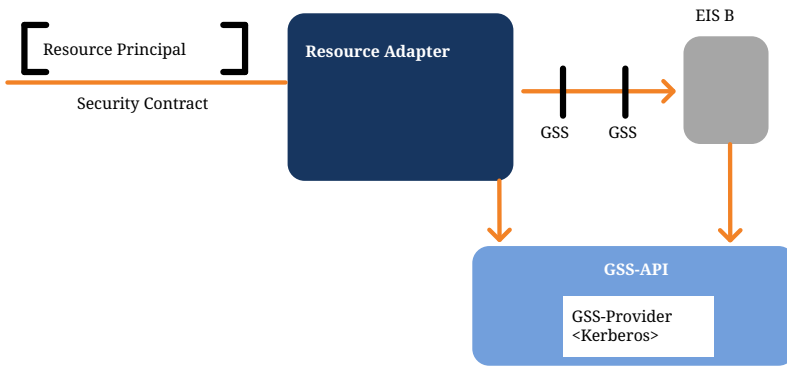 EIS B
Resource Principal
Resource Adapter
Security Contract
GSS
GSS
GSS-API
GSS-Provider
<Kerberos>